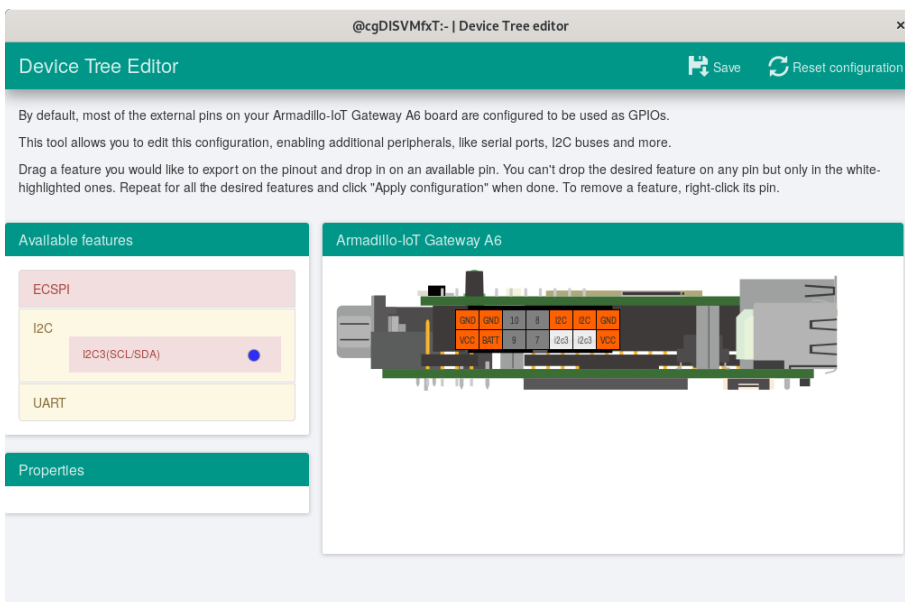 @cgDISVMfxT:~ | Device Tree editor ×
Device Tree Editor
Save
Reset configuration
By default, most of the external pins on your Armadillo-IoT Gateway A6 board are configured to be used as GPIOs.
This tool allows you to edit this configuration, enabling additional peripherals, like serial ports, I2C buses and more.
Drag a feature you would like to export on the pinout and drop in on an available pin. You can't drop the desired feature on any pin but only in the white-
highlighted ones. Repeat for all the desired features and click "Apply configuration" when done. To remove a feature, right-click its pin.
Available features
ECSPI
I2C
I2C3(SCL/SDA)
UART
Properties
Armadillo-IoT Gateway A6
GND GND 10 8 I2C I2C GND
VCC BATT 9 7 i2c3 i2c3 VCC